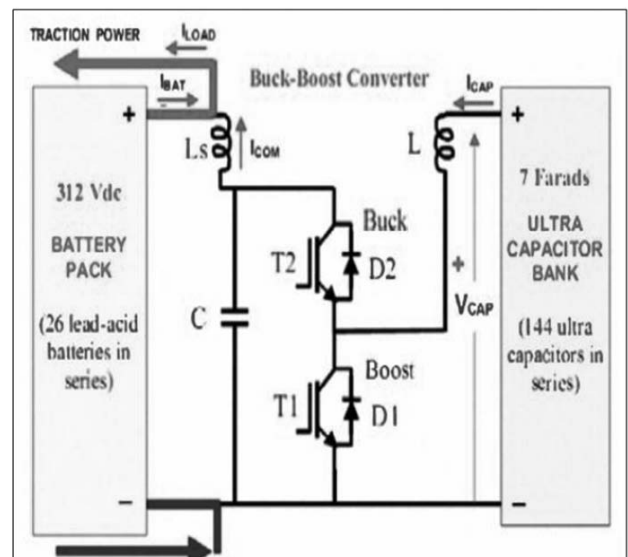 TRACTION POWER
ILOAD
IBAT
Buck-Boost Converter
ICAP
+
Ls
ICOM
L
+
312 Vdc
BATTERY
PACK
(26 lead-acid
batteries in
series)
C
T2
Buck
D2
T1
Boost
D1
+
VCAP
7 Farads
ULTRA
CAPACITOR
BANK
(144 ultra
capacitors in
series)
−
−